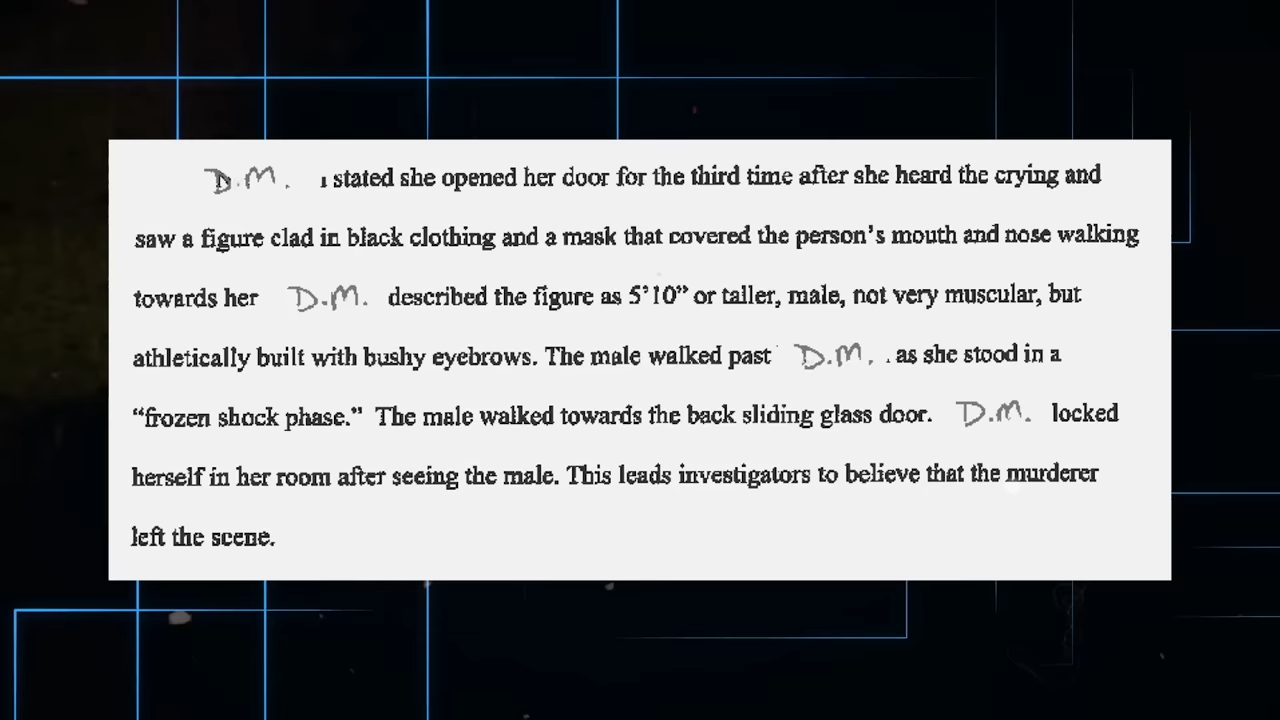 D.M. stated she opened her door for the third time after she heard the crying and
saw a figure clad in black clothing and a mask that covered the person's mouth and nose walking
towards her D.M. described the figure as 5'10" or taller, male, not very muscular, but
athletically built with bushy eyebrows. The male walked past D.M. as she stood in a
"frozen shock phase." The male walked towards the back sliding glass door. D.M. locked
herself in her room after seeing the male. This leads investigators to believe that the murderer
left the scene.